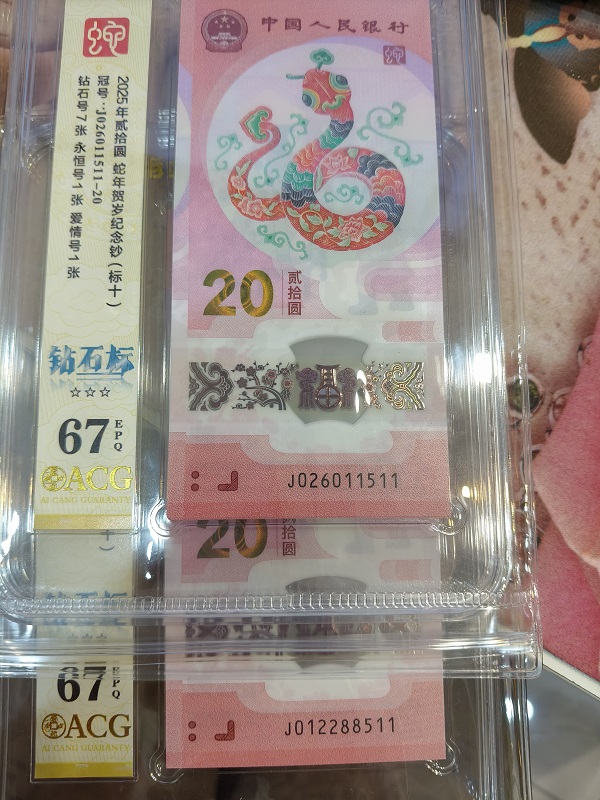 2025年贰拾圆 蛇年贺岁纪念钞(标十)
冠号:J026011511-20
钻石号7张 永恒号1张 爱情号1张
钻石标
☆☆☆
67 EPQ
ACG
AI CANG GUARANTY
中国人民银行
20
贰拾圆
J026011511
20
拾圆
67 EPQ
ACG
AI CANG GUARANTY
J012288511